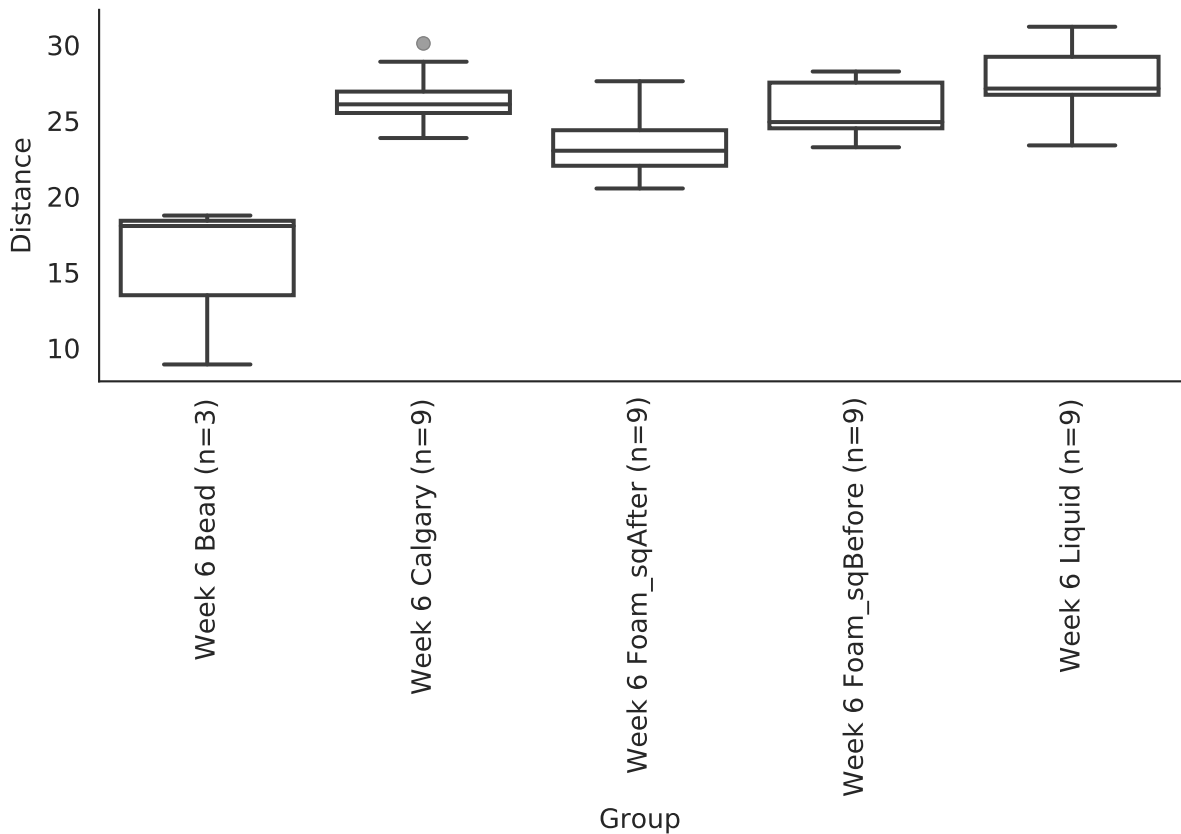 30
25
20
15
10
Distance
Week 6 Bead (n=3)
Week 6 Calgary (n=9)
Week 6 Foam_sqAfter (n=9)
Week 6 Foam_sqBefore (n=9)
Week 6 Liquid (n=9)
Group